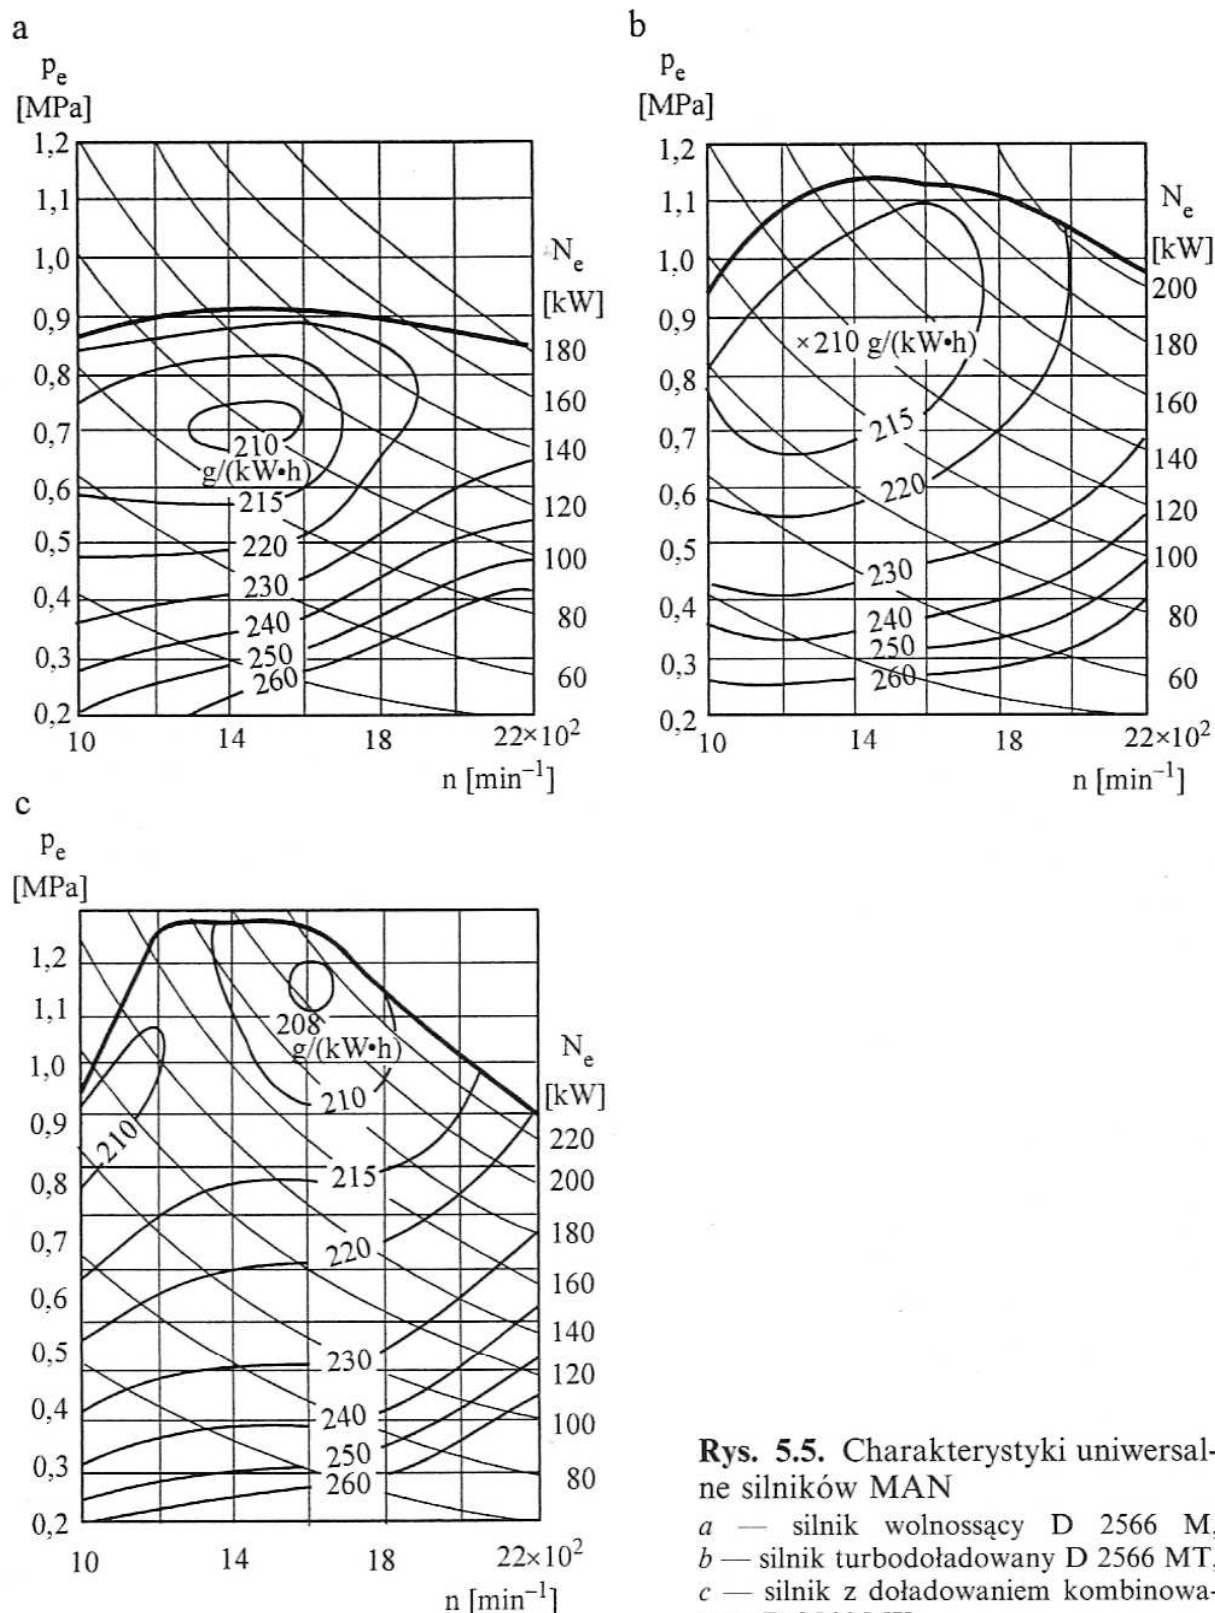 a
p_e
[MPa]
1,2
1,1
1,0
0,9
0,8
0,7
0,6
0,5
0,4
0,3
0,2
N_e
[kW]
180
160
140
120
100
80
60
210
g/(kW•h)
215
220
230
240
250
260
10 14 18 22×10²
n [min⁻¹]
b
p_e
[MPa]
1,2
1,1
1,0
0,9
0,8
0,7
0,6
0,5
0,4
0,3
0,2
N_e
[kW]
200
180
160
140
120
100
80
60
×210 g/(kW•h)
215
220
230
240
250
260
10 14 18 22×10²
n [min⁻¹]
c
p_e
[MPa]
1,2
1,1
1,0
0,9
0,8
0,7
0,6
0,5
0,4
0,3
0,2
N_e
[kW]
220
200
180
160
140
120
100
80
208
g/(kW•h)
210
210
215
220
230
240
250
260
10 14 22×10²
n [min⁻¹]
Rys. 5.5. Charakterystyki uniwersal-
ne silników MAN
a — silnik wolnossący D 2566 M,
b — silnik turbodoładowany D 2566 MT,
c — silnik z doładowaniem kombinowa-